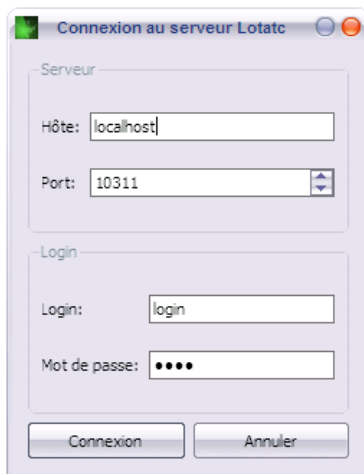 Connexion au serveur Lotatc
Serveur
Hôte: localhost
Port: 10311
Login
Login: login
Mot de passe: ●●●●
Connexion Annuler